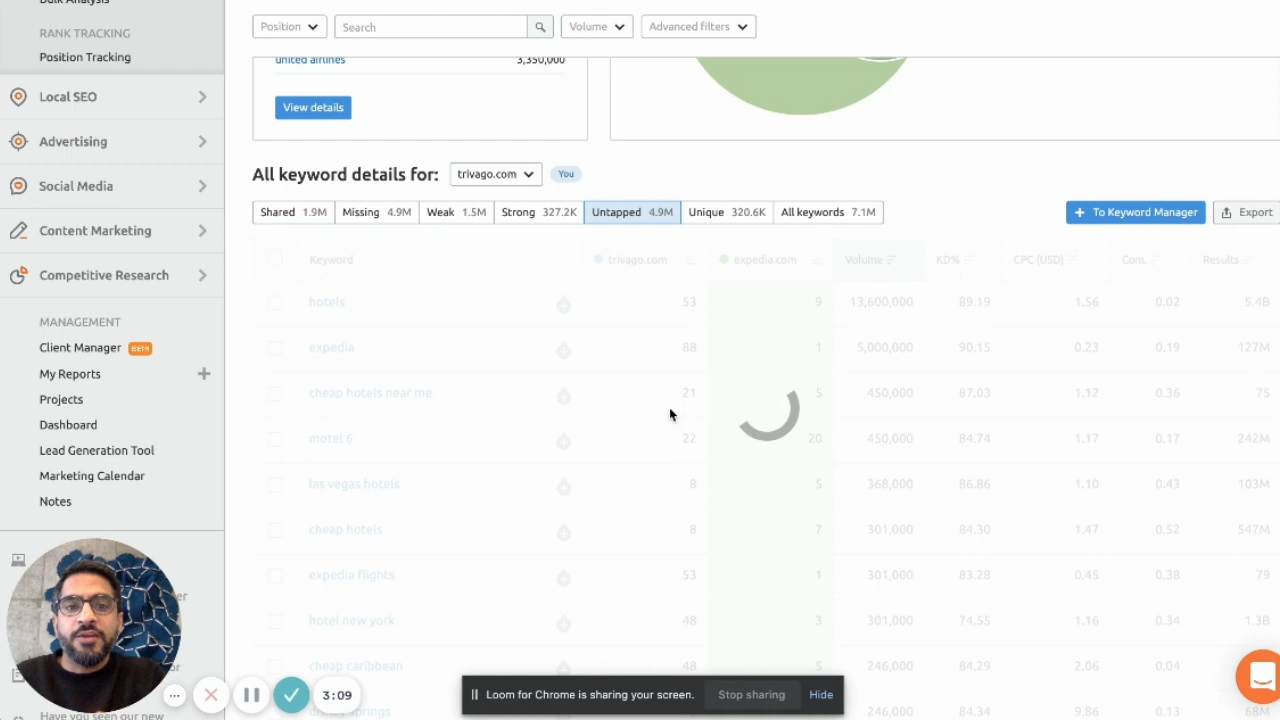 Bulk Analysis
RANK TRACKING
Position Tracking
Local SEO
Advertising
Social Media
Content Marketing
Competitive Research
MANAGEMENT
Client Manager BETA
My Reports
Projects
Dashboard
Lead Generation Tool
Marketing Calendar
Notes
Have you seen our new
Position Search Volume Advanced filters
united airlines 3,350,000
View details
All keyword details for: trivago.com You
Shared 1.9M Missing 4.9M Weak 1.5M Strong 327.2K Untapped 4.9M Unique 320.6K All keywords 7.1M + To Keyword Manager Export
Keyword trivago.com expedia.com Volume KD% CPC (USD) Com. Results
hotels 53 9 13,600,000 89.19 1.56 0.02 5.4B
expedia 88 1 5,000,000 90.15 0.23 0.19 127M
cheap hotels near me 21 5 450,000 87.03 1.12 0.36 75
motel 6 22 20 450,000 84.74 1.17 0.17 242M
las vegas hotels 8 5 368,000 86.86 1.10 0.43 103M
cheap hotels 8 7 301,000 84.30 1.47 0.52 547M
expedia flights 53 1 301,000 83.28 0.45 0.38 79
hotel new york 48 3 301,000 74.55 1.16 0.34 1.3B
cheap caribbean 48 5 246,000 84.29 2.06 0.04
springs 246,000 84.34 9.86 0.13 68M
3:09
Loom for Chrome is sharing your screen. Stop sharing Hide